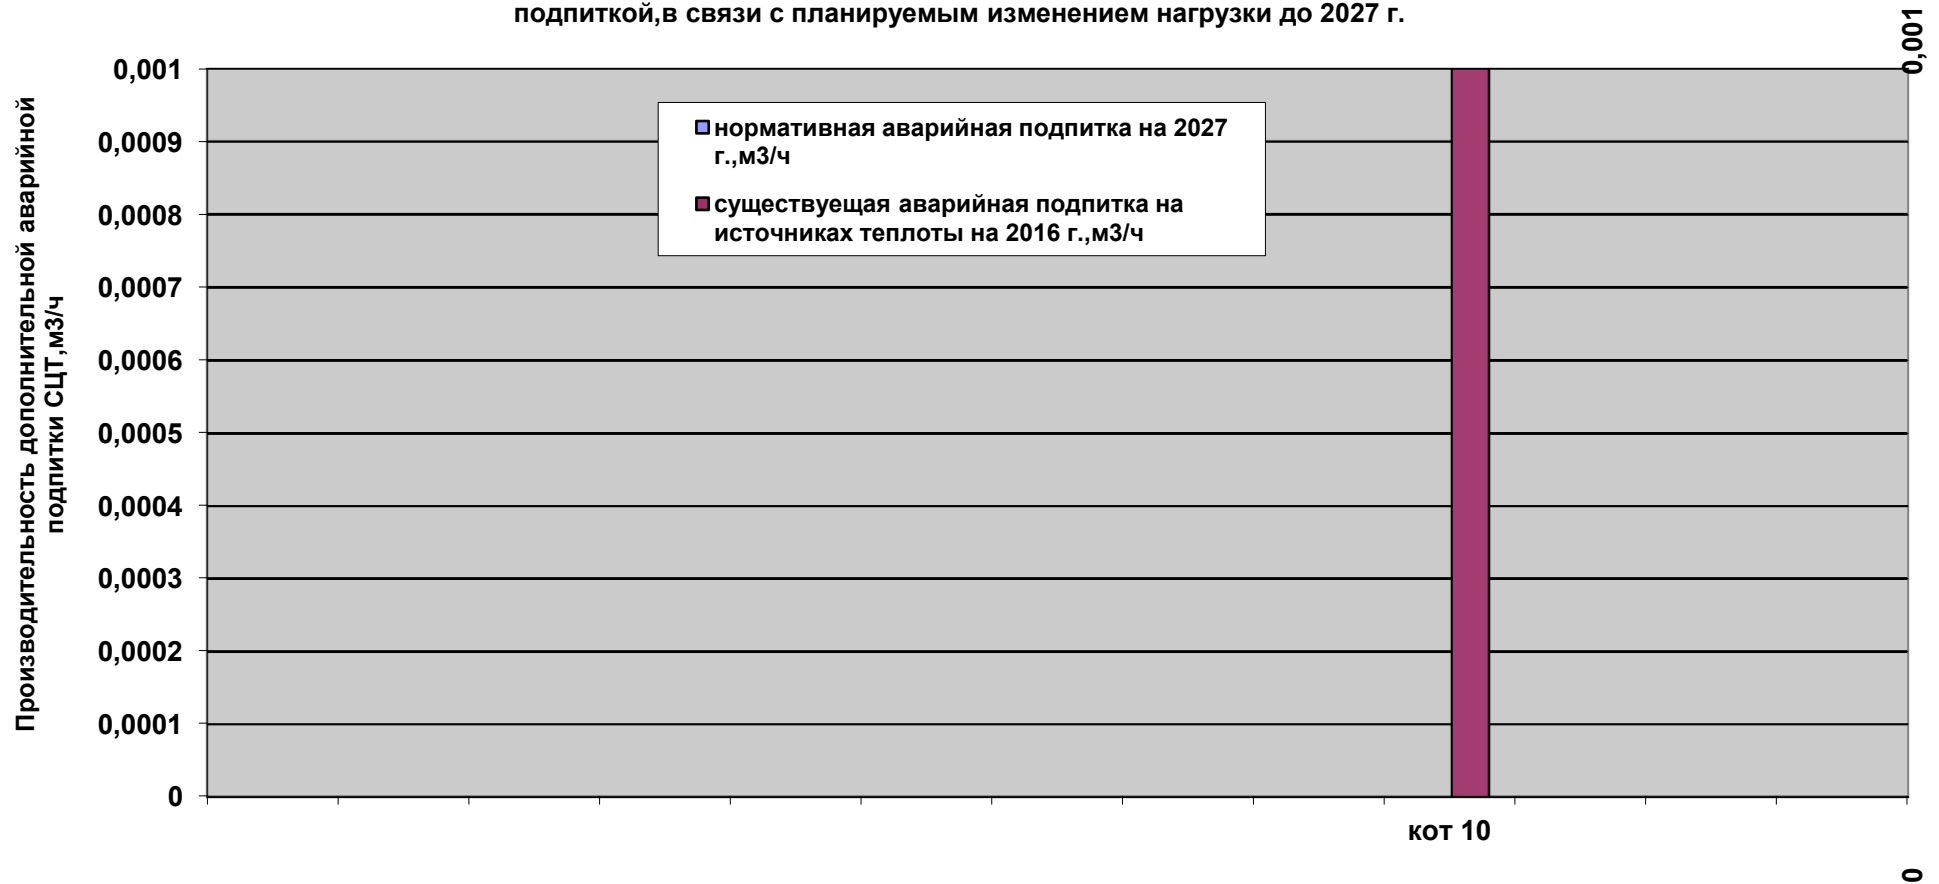 подпиткой,в связи с планируемым изменением нагрузки до 2027 г.
0,001
0,001
0,0009
0,0008
0,0007
0,0006
0,0005
0,0004
0,0003
0,0002
0,0001
0
Производительность дополнительной аварийной
подпитки СЦТ,м3/ч
нормативная аварийная подпитка на 2027
г.,м3/ч
существуещая аварийная подпитка на
источниках теплоты на 2016 г.,м3/ч
кот 10
0